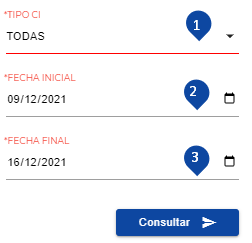 *TIPO CI
1
TODAS
*FECHA INICIAL
2
09/12/2021
*FECHA FINAL
3
16/12/2021
Consultar